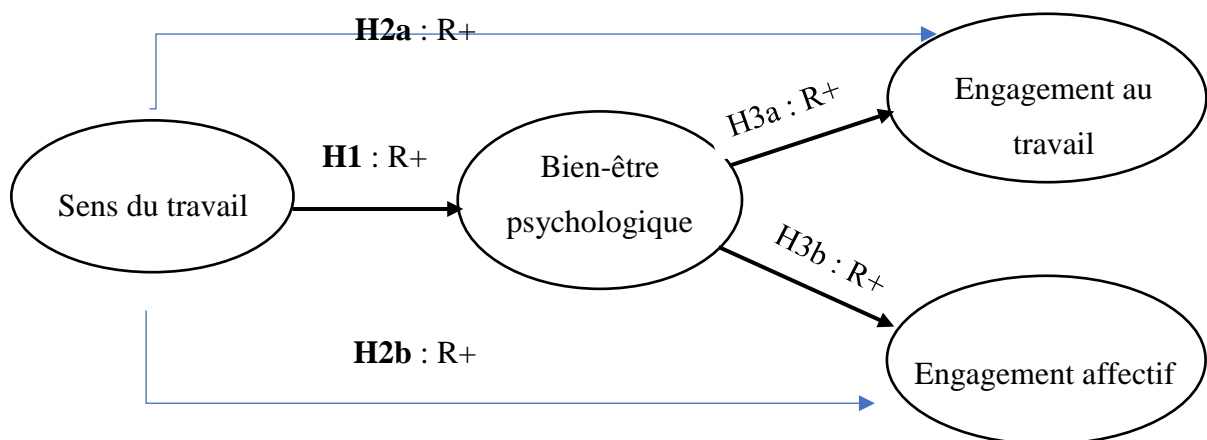 H2a : R+
Engagement au
travail
H3a : R+
H1 : R+
Bien-être
psychologique
Sens du travail
H3b : R+
H2b : R+
Engagement affectif